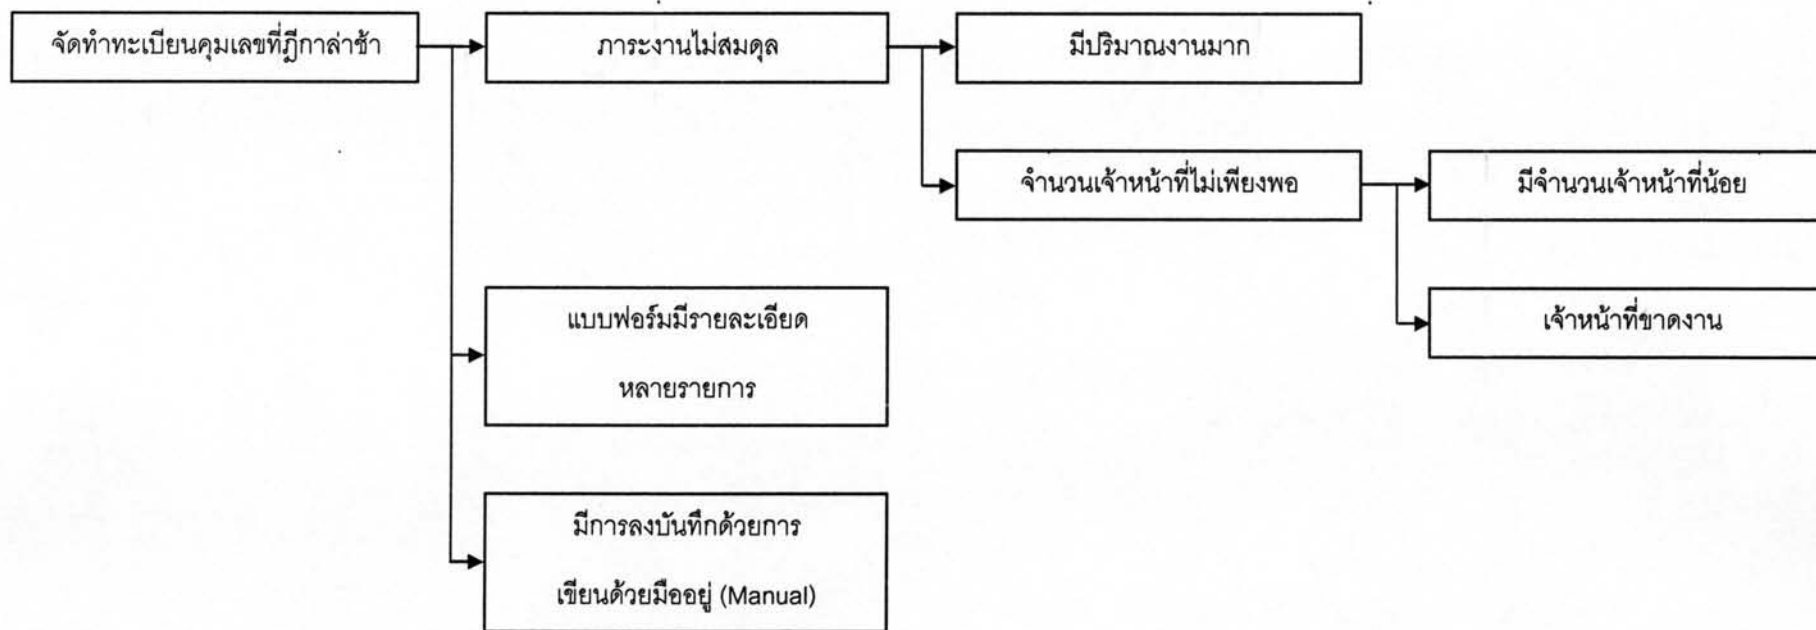 จัดทำทะเบียนคุมเลขที่ฎีกาล่าช้า
ภาระงานไม่สมดุล
มีปริมาณงานมาก
จำนวนเจ้าหน้าที่ไม่เพียงพอ
มีจำนวนเจ้าหน้าที่น้อย
เจ้าหน้าที่ขาดงาน
แบบฟอร์มมีรายละเอียด
หลายรายการ
มีการลงบันทึกด้วยการ
เขียนด้วยมืออยู่ (Manual)